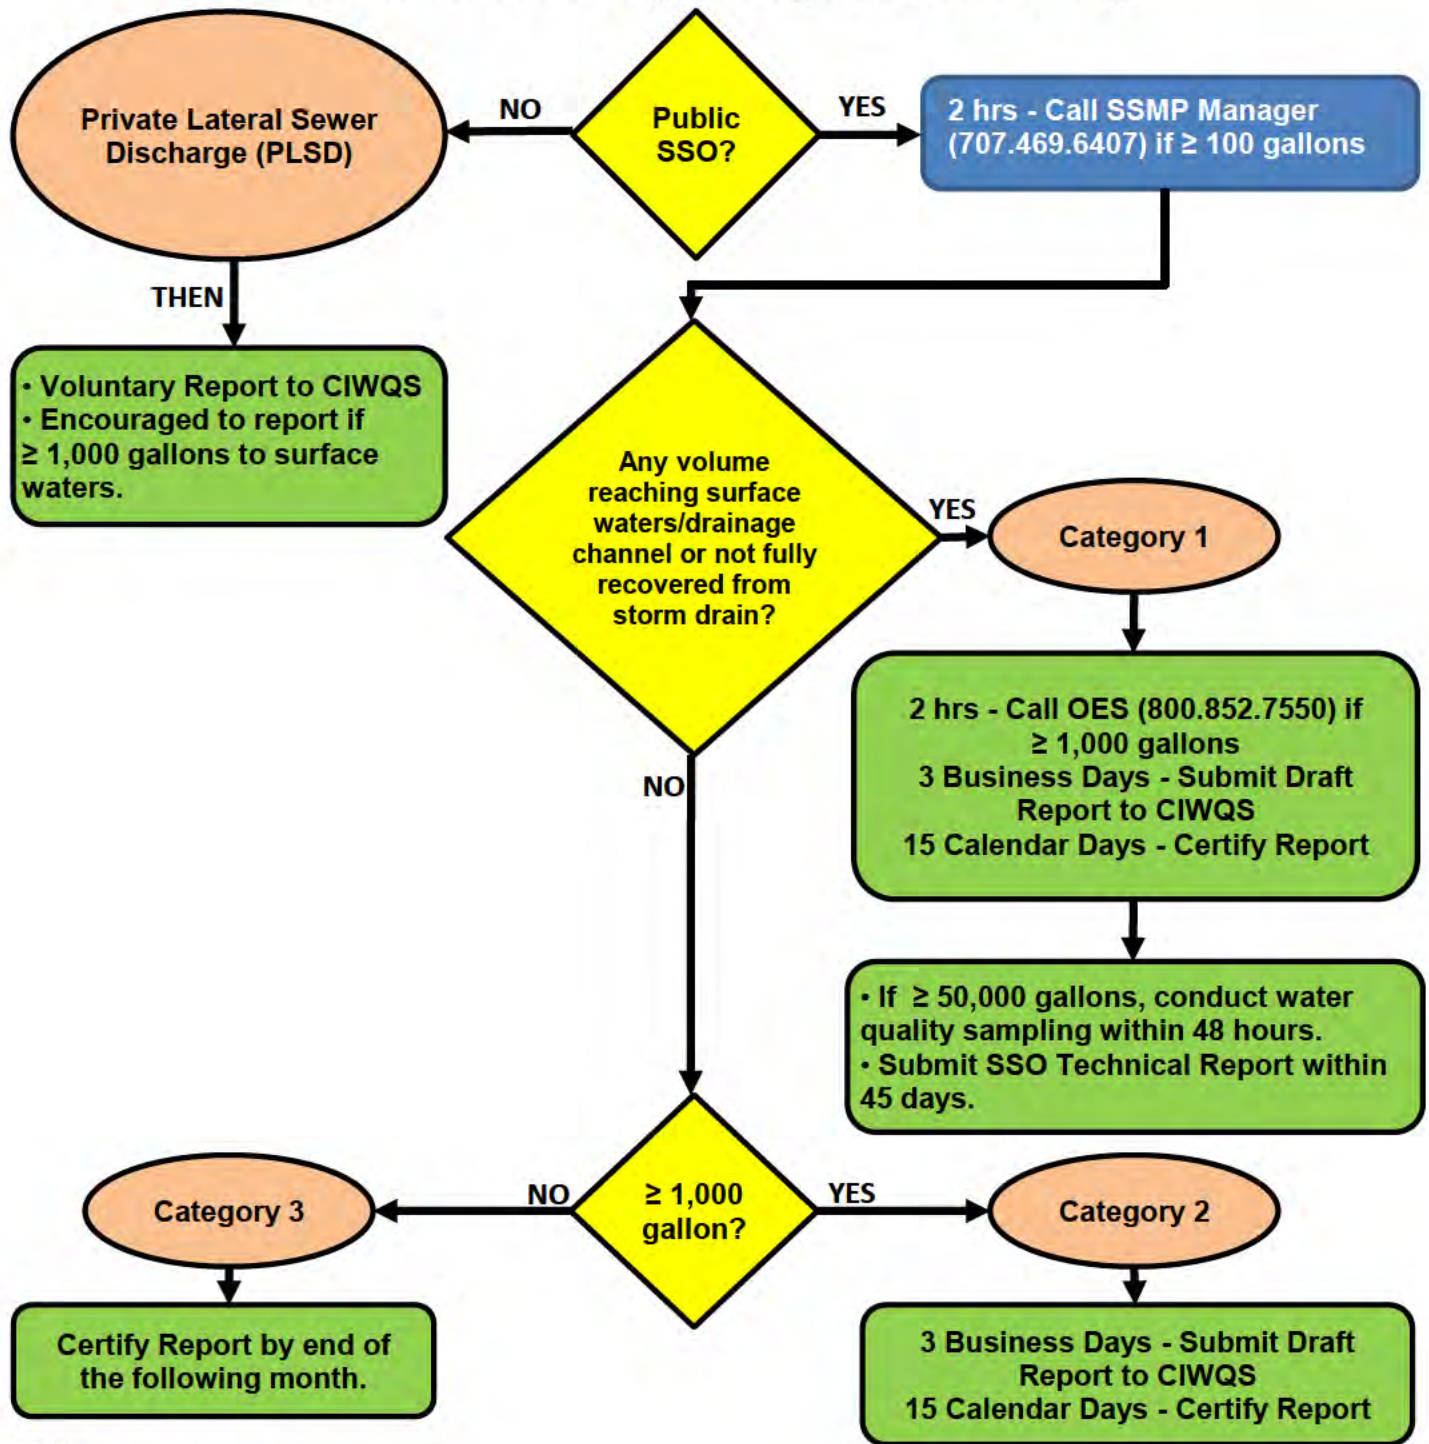 Public
SSO?
NO
YES
Private Lateral Sewer
Discharge (PLSD)
2 hrs - Call SSMP Manager
(707.469.6407) if ≥ 100 gallons
THEN
• Voluntary Report to CIWQS
• Encouraged to report if
≥ 1,000 gallons to surface
waters.
Any volume
reaching surface
waters/drainage
channel or not fully
recovered from
storm drain?
YES
Category 1
2 hrs - Call OES (800.852.7550) if
≥ 1,000 gallons
3 Business Days - Submit Draft
Report to CIWQS
15 Calendar Days - Certify Report
NO
• If ≥ 50,000 gallons, conduct water
quality sampling within 48 hours.
• Submit SSO Technical Report within
45 days.
≥ 1,000
gallon?
NO
YES
Category 3
Category 2
Certify Report by end of
the following month.
3 Business Days - Submit Draft
Report to CIWQS
15 Calendar Days - Certify Report